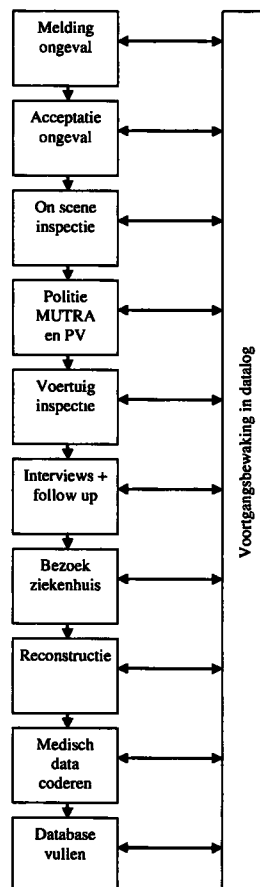 Melding
ongeval
Acceptatie
ongeval
On scene
inspectie
Politie
MUTRA
en PV
Voertuig
inspectie
Interviews +
follow up
Bezoek
ziekenhuis
Reconstructie
Medisch
data
coderen
Database
vullen
Voortgangsbewaking in datalog